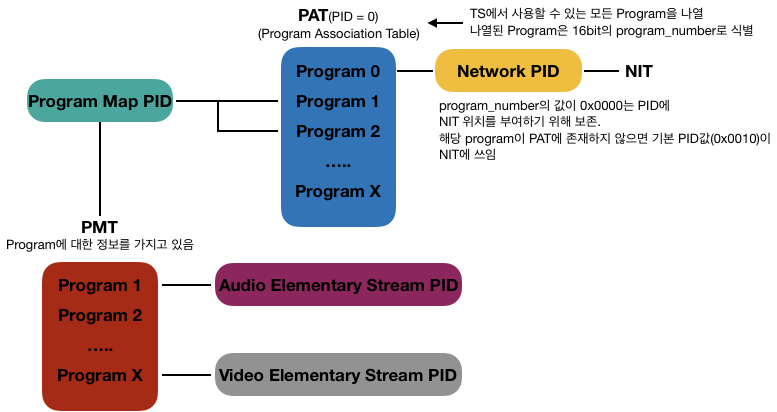 PAT(PID = 0)
(Program Association Table)
TS에서 사용할 수 있는 모든 Program을 나열
나열된 Program은 16bit의 program_number로 식별
Program 0
Program 1
Program 2
.....
Program X
Network PID
NIT
program_number의 값이 0x0000는 PID에
NIT 위치를 부여하기 위해 보존.
해당 program이 PAT에 존재하지 않으면 기본 PID값(0x0010)이
NIT에 쓰임
Program Map PID
PMT
Program에 대한 정보를 가지고 있음
Program 1
Program 2
.....
Program X
Audio Elementary Stream PID
Video Elementary Stream PID